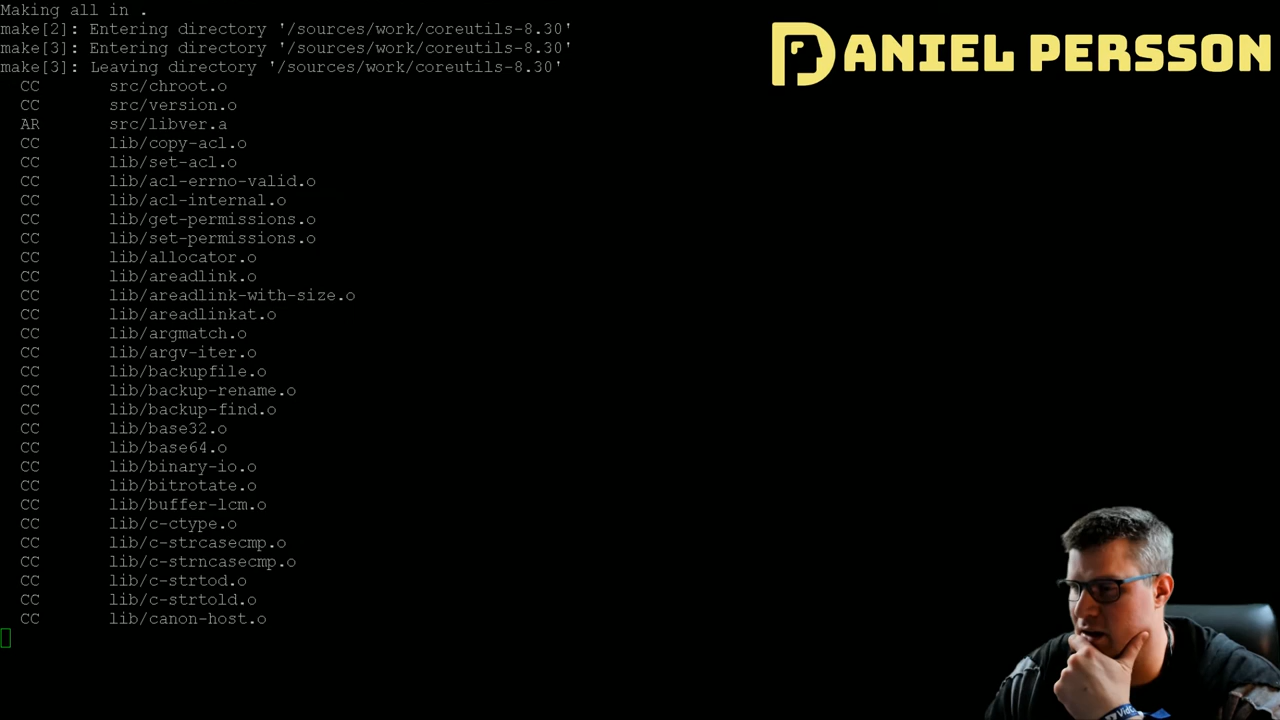 Making all in .
make[2]: Entering directory '/sources/work/coreutils-8.30'
make[3]: Entering directory '/sources/work/coreutils-8.30'
make[3]: Leaving directory '/sources/work/coreutils-8.30'
CC src/chroot.o
CC src/version.o
AR src/libver.a
CC lib/copy-acl.o
CC lib/set-acl.o
CC lib/acl-errno-valid.o
CC lib/acl-internal.o
CC lib/get-permissions.o
CC lib/set-permissions.o
CC lib/allocator.o
CC lib/areadlink.o
CC lib/areadlink-with-size.o
CC lib/areadlinkat.o
CC lib/argmatch.o
CC lib/argv-iter.o
CC lib/backupfile.o
CC lib/backup-rename.o
CC lib/backup-find.o
CC lib/base32.o
CC lib/base64.o
CC lib/binary-io.o
CC lib/bitrotate.o
CC lib/buffer-lcm.o
CC lib/c-ctype.o
CC lib/c-strcasecmp.o
CC lib/c-strncasecmp.o
CC lib/c-strtod.o
CC lib/c-strtold.o
CC lib/canon-host.o
DANIEL PERSSON